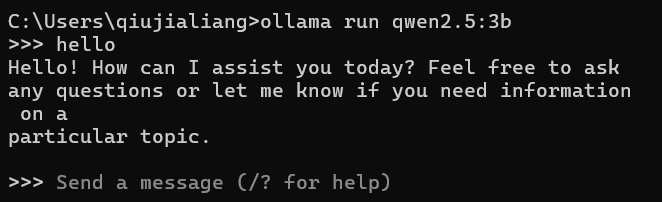 C:\Users\qiujialiang>ollama run qwen2.5:3b
>>> hello
Hello! How can I assist you today? Feel free to ask
any questions or let me know if you need information
 on a
particular topic.
>>> Send a message (/? for help)